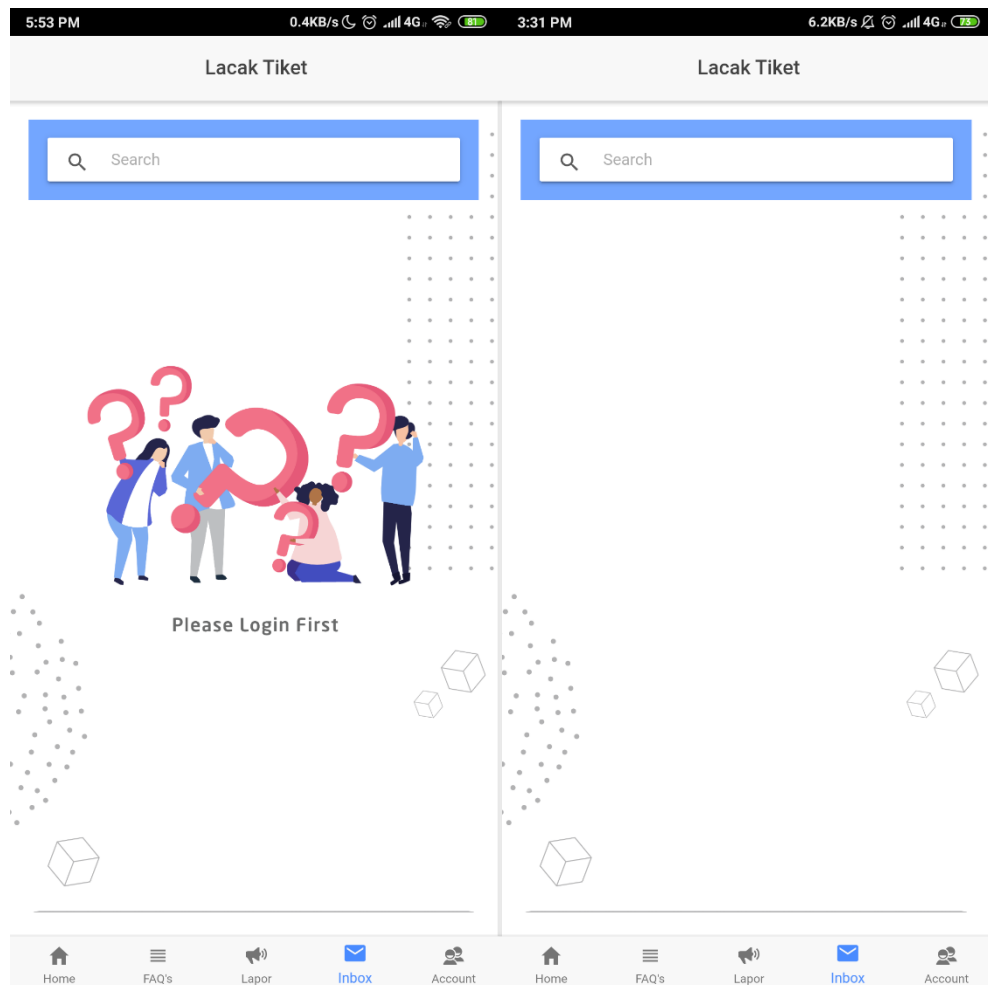 5:53 PM
0.4KB/s 4G 81
Lacak Tiket
Search
Please Login First
Home
FAQ's
Lapor
Inbox
Account
3:31 PM
6.2KB/s 4G 73
Lacak Tiket
Search
Home
FAQ's
Lapor
Inbox
Account